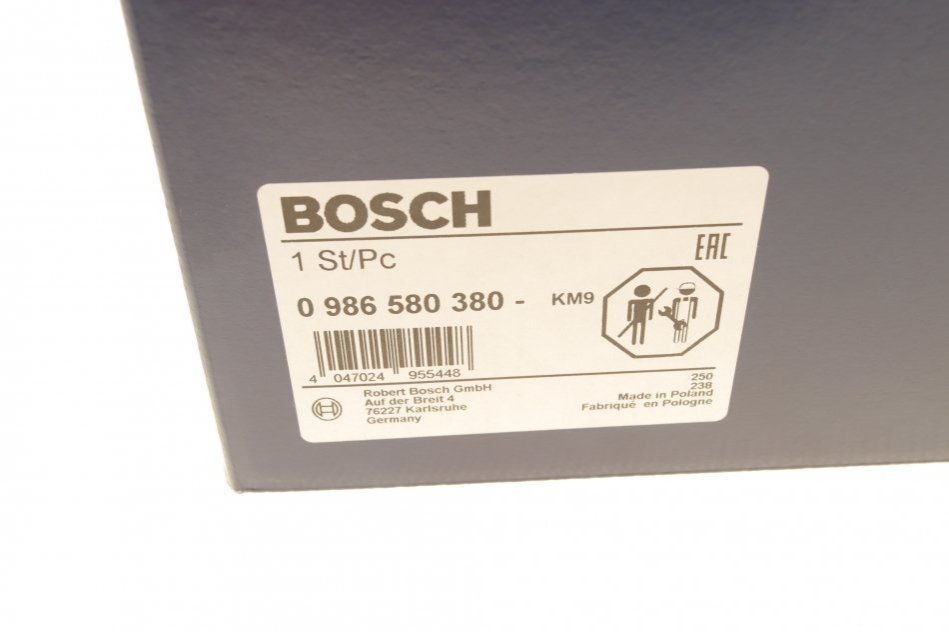 BOSCH
1 St/Pc
EAC
0 986 580 380 - KM9
4 047024 955448
Robert Bosch GmbH
Auf der Breit 4
76227 Karlsruhe
Germany
250
238
Made in Poland
Fabriqué en Pologne